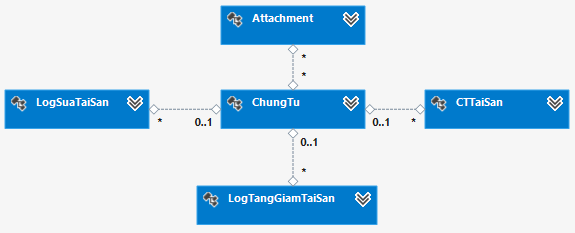 Attachment
*
*
LogSuaTaiSan
ChungTu
CTTaiSan
*
0..1
0..1
*
0..1
*
LogTangGiamTaiSan